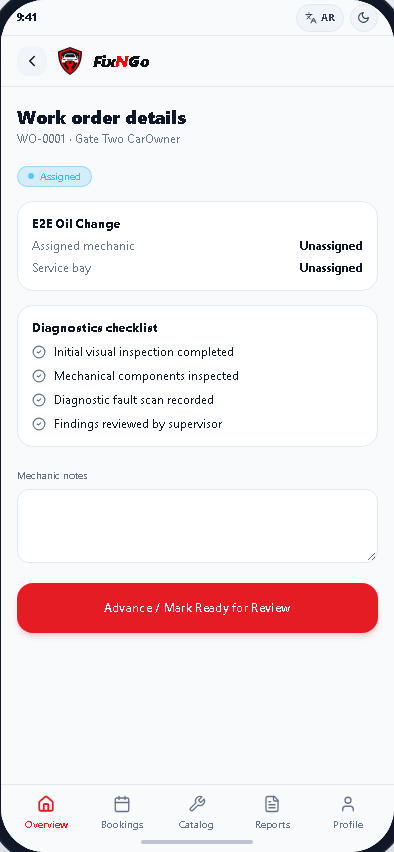 9:41
AR
FixNGo
Work order details
WO-0001 · Gate Two CarOwner
Assigned
E2E Oil Change
Assigned mechanic Unassigned
Service bay Unassigned
Diagnostics checklist
Initial visual inspection completed
Mechanical components inspected
Diagnostic fault scan recorded
Findings reviewed by supervisor
Mechanic notes
Advance / Mark Ready for Review
Overview Bookings Catalog Reports Profile